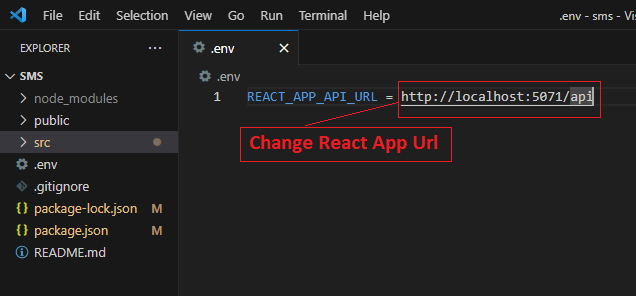 File Edit Selection View Go Run Terminal Help .env - sms - Vis
EXPLORER ··· .env
SMS .env
node_modules 1 REACT_APP_API_URL = http://localhost:5071/api
public
src Change React App Url
.env
.gitignore
package-lock.json M
package.json M
README.md